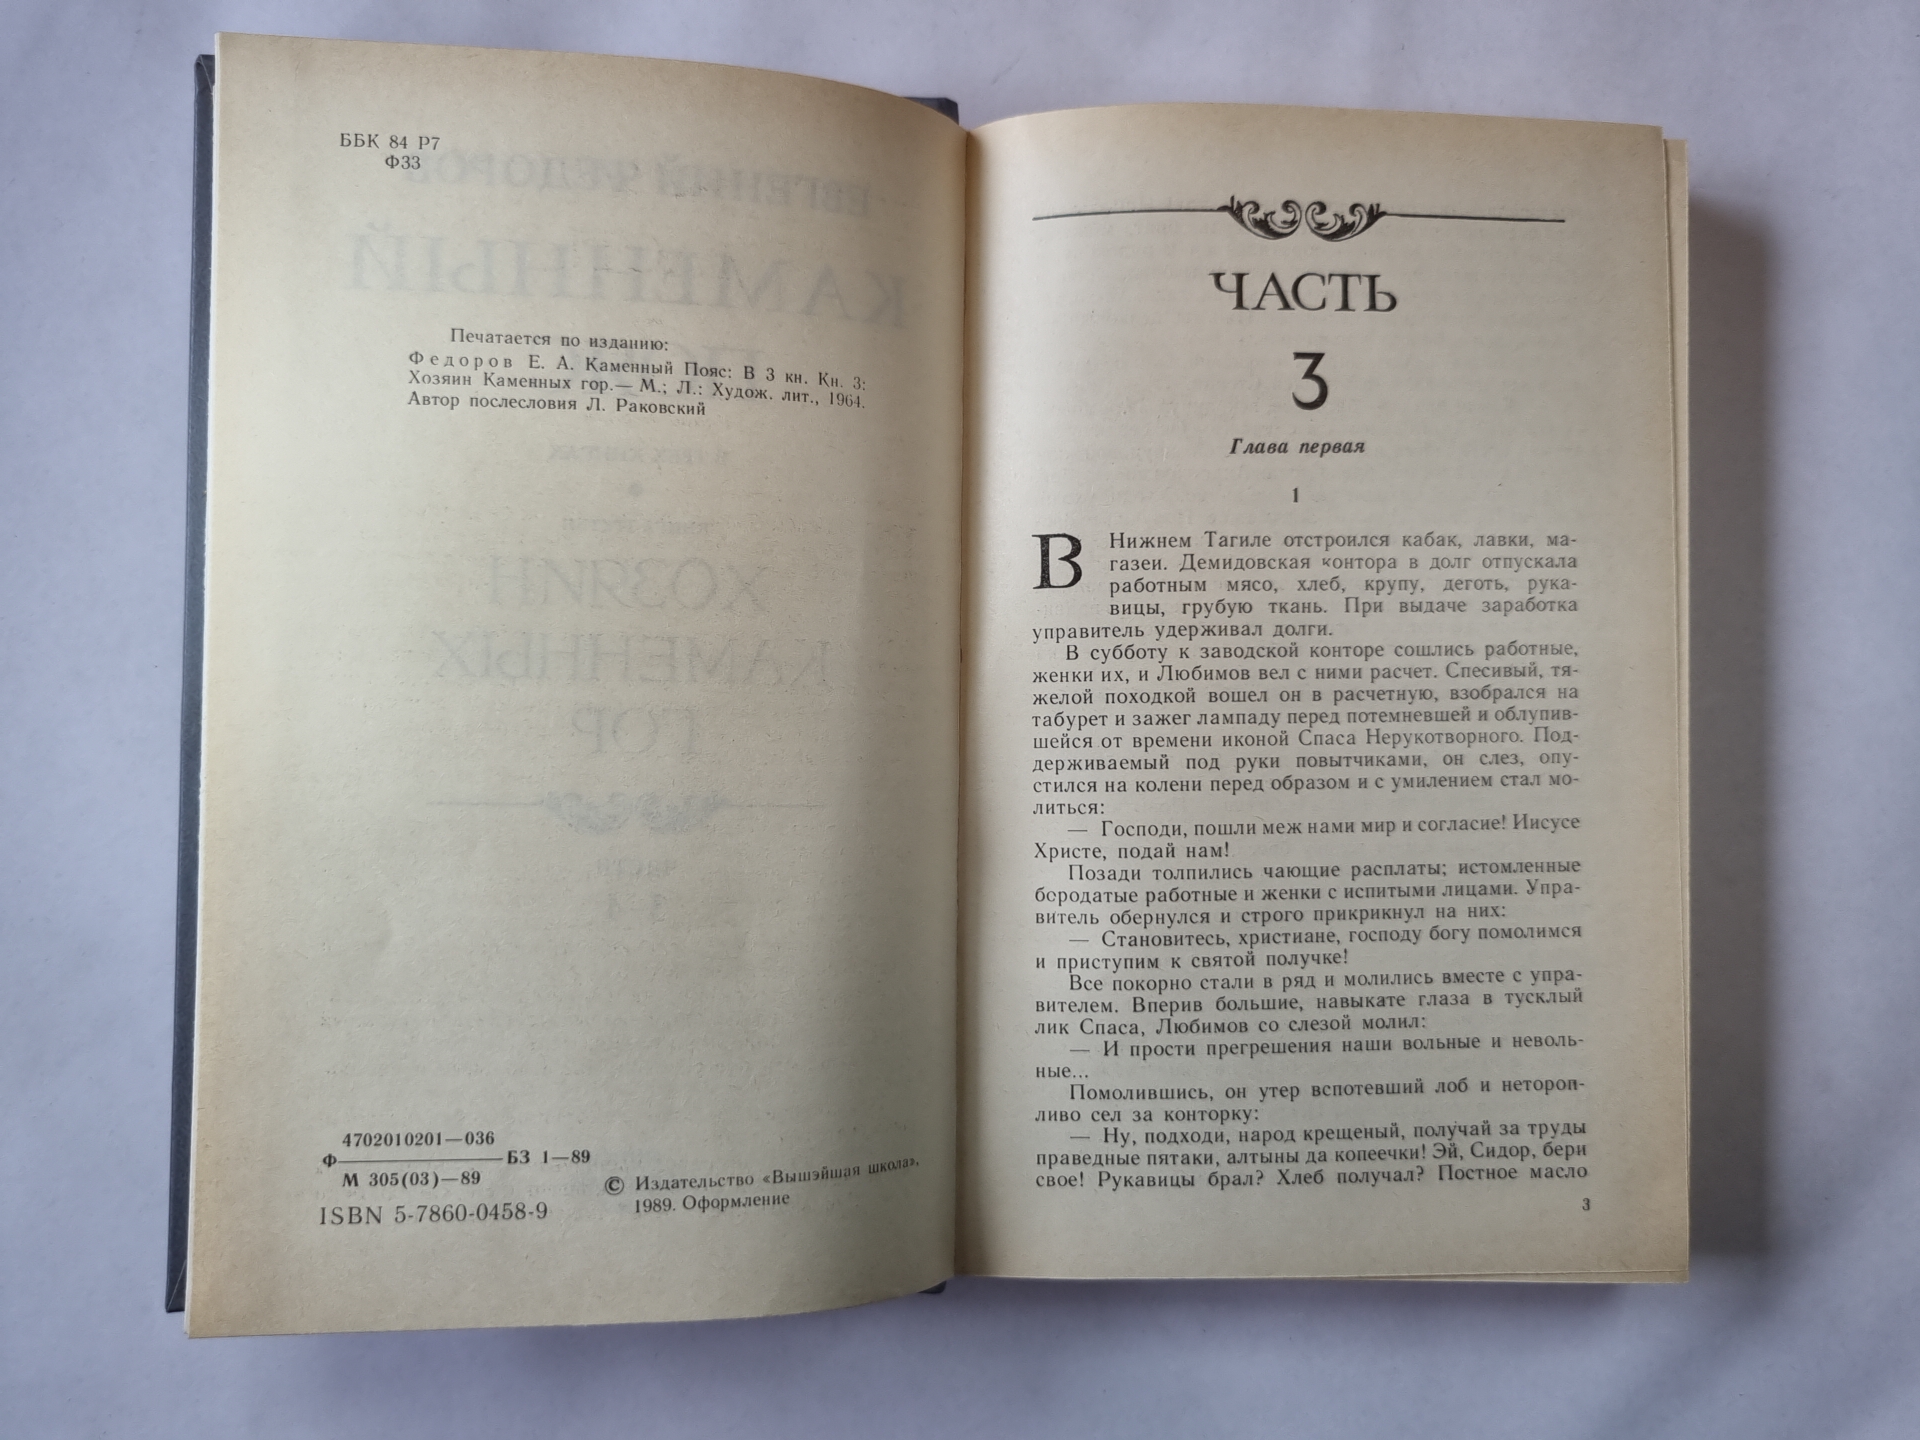 ББК 84 Р7
Ф33
Печатается по изданию:
Федоров Е. А. Каменный Пояс: В 3 кн. Кн. 3:
Хозяин Каменных гор.— М.; Л.: Худож. лит., 1964.
Автор послесловия Л. Раковский
4702010201—036
Ф———БЗ 1—89
М 305(03)—89
ISBN 5-7860-0458-9
© Издательство «Вышэйшая школа»,
1989. Оформление
ЧАСТЬ
3
Глава первая
1
В Нижнем Тагиле отстроился кабак, лавки, ма-
газеи. Демидовская контора в долг отпускала
работным мясо, хлеб, крупу, деготь, рука-
вицы, грубую ткань. При выдаче заработка
управитель удерживал долги.
В субботу к заводской конторе сошлись работные,
женки их, и Любимов вел с ними расчет. Спесивый, тя-
желой походкой вошел он в расчетную, взобрался на
табурет и зажег лампаду перед потемневшей и облупив-
шейся от времени иконой Спаса Нерукотворного. Под-
держиваемый под руки повытчиками, он слез, опу-
стился на колени перед образом и с умилением стал мо-
литься:
— Господи, пошли меж нами мир и согласие! Иисусе
Христе, подай нам!
Позади толпились чающие расплаты; истомленные
бородатые работные и женки с испитыми лицами. Упра-
витель обернулся и строго прикрикнул на них:
— Становитесь, христиане, господу богу помолимся
и приступим к святой получке!
Все покорно стали в ряд и молились вместе с упра-
вителем. Вперив большие, навыкате глаза в тусклый
лик Спаса, Любимов со слезой молил:
— И прости прегрешения наши вольные и неволь-
ные...
Помолившись, он утер вспотевший лоб и нетороп-
ливо сел за конторку:
— Ну, подходи, народ крещеный, получай за труды
праведные пятаки, алтыны да копеечки! Эй, Сидор, бери
свое! Рукавицы брал? Хлеб получал? Постное масло
3